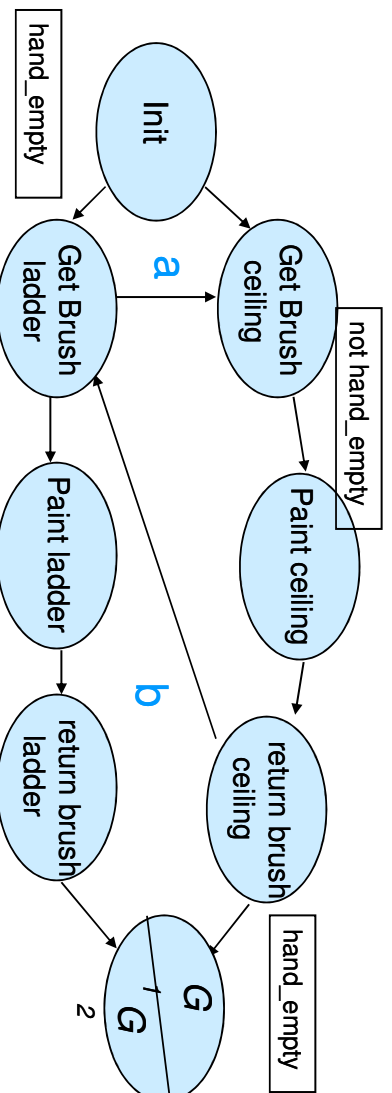 not hand_empty
hand_empty
Get Brush
ceiling
Paint ceiling
return brush
ceiling
Init
a
b
G
1
G
2
Get Brush
ladder
Paint ladder
return brush
ladder
hand_empty